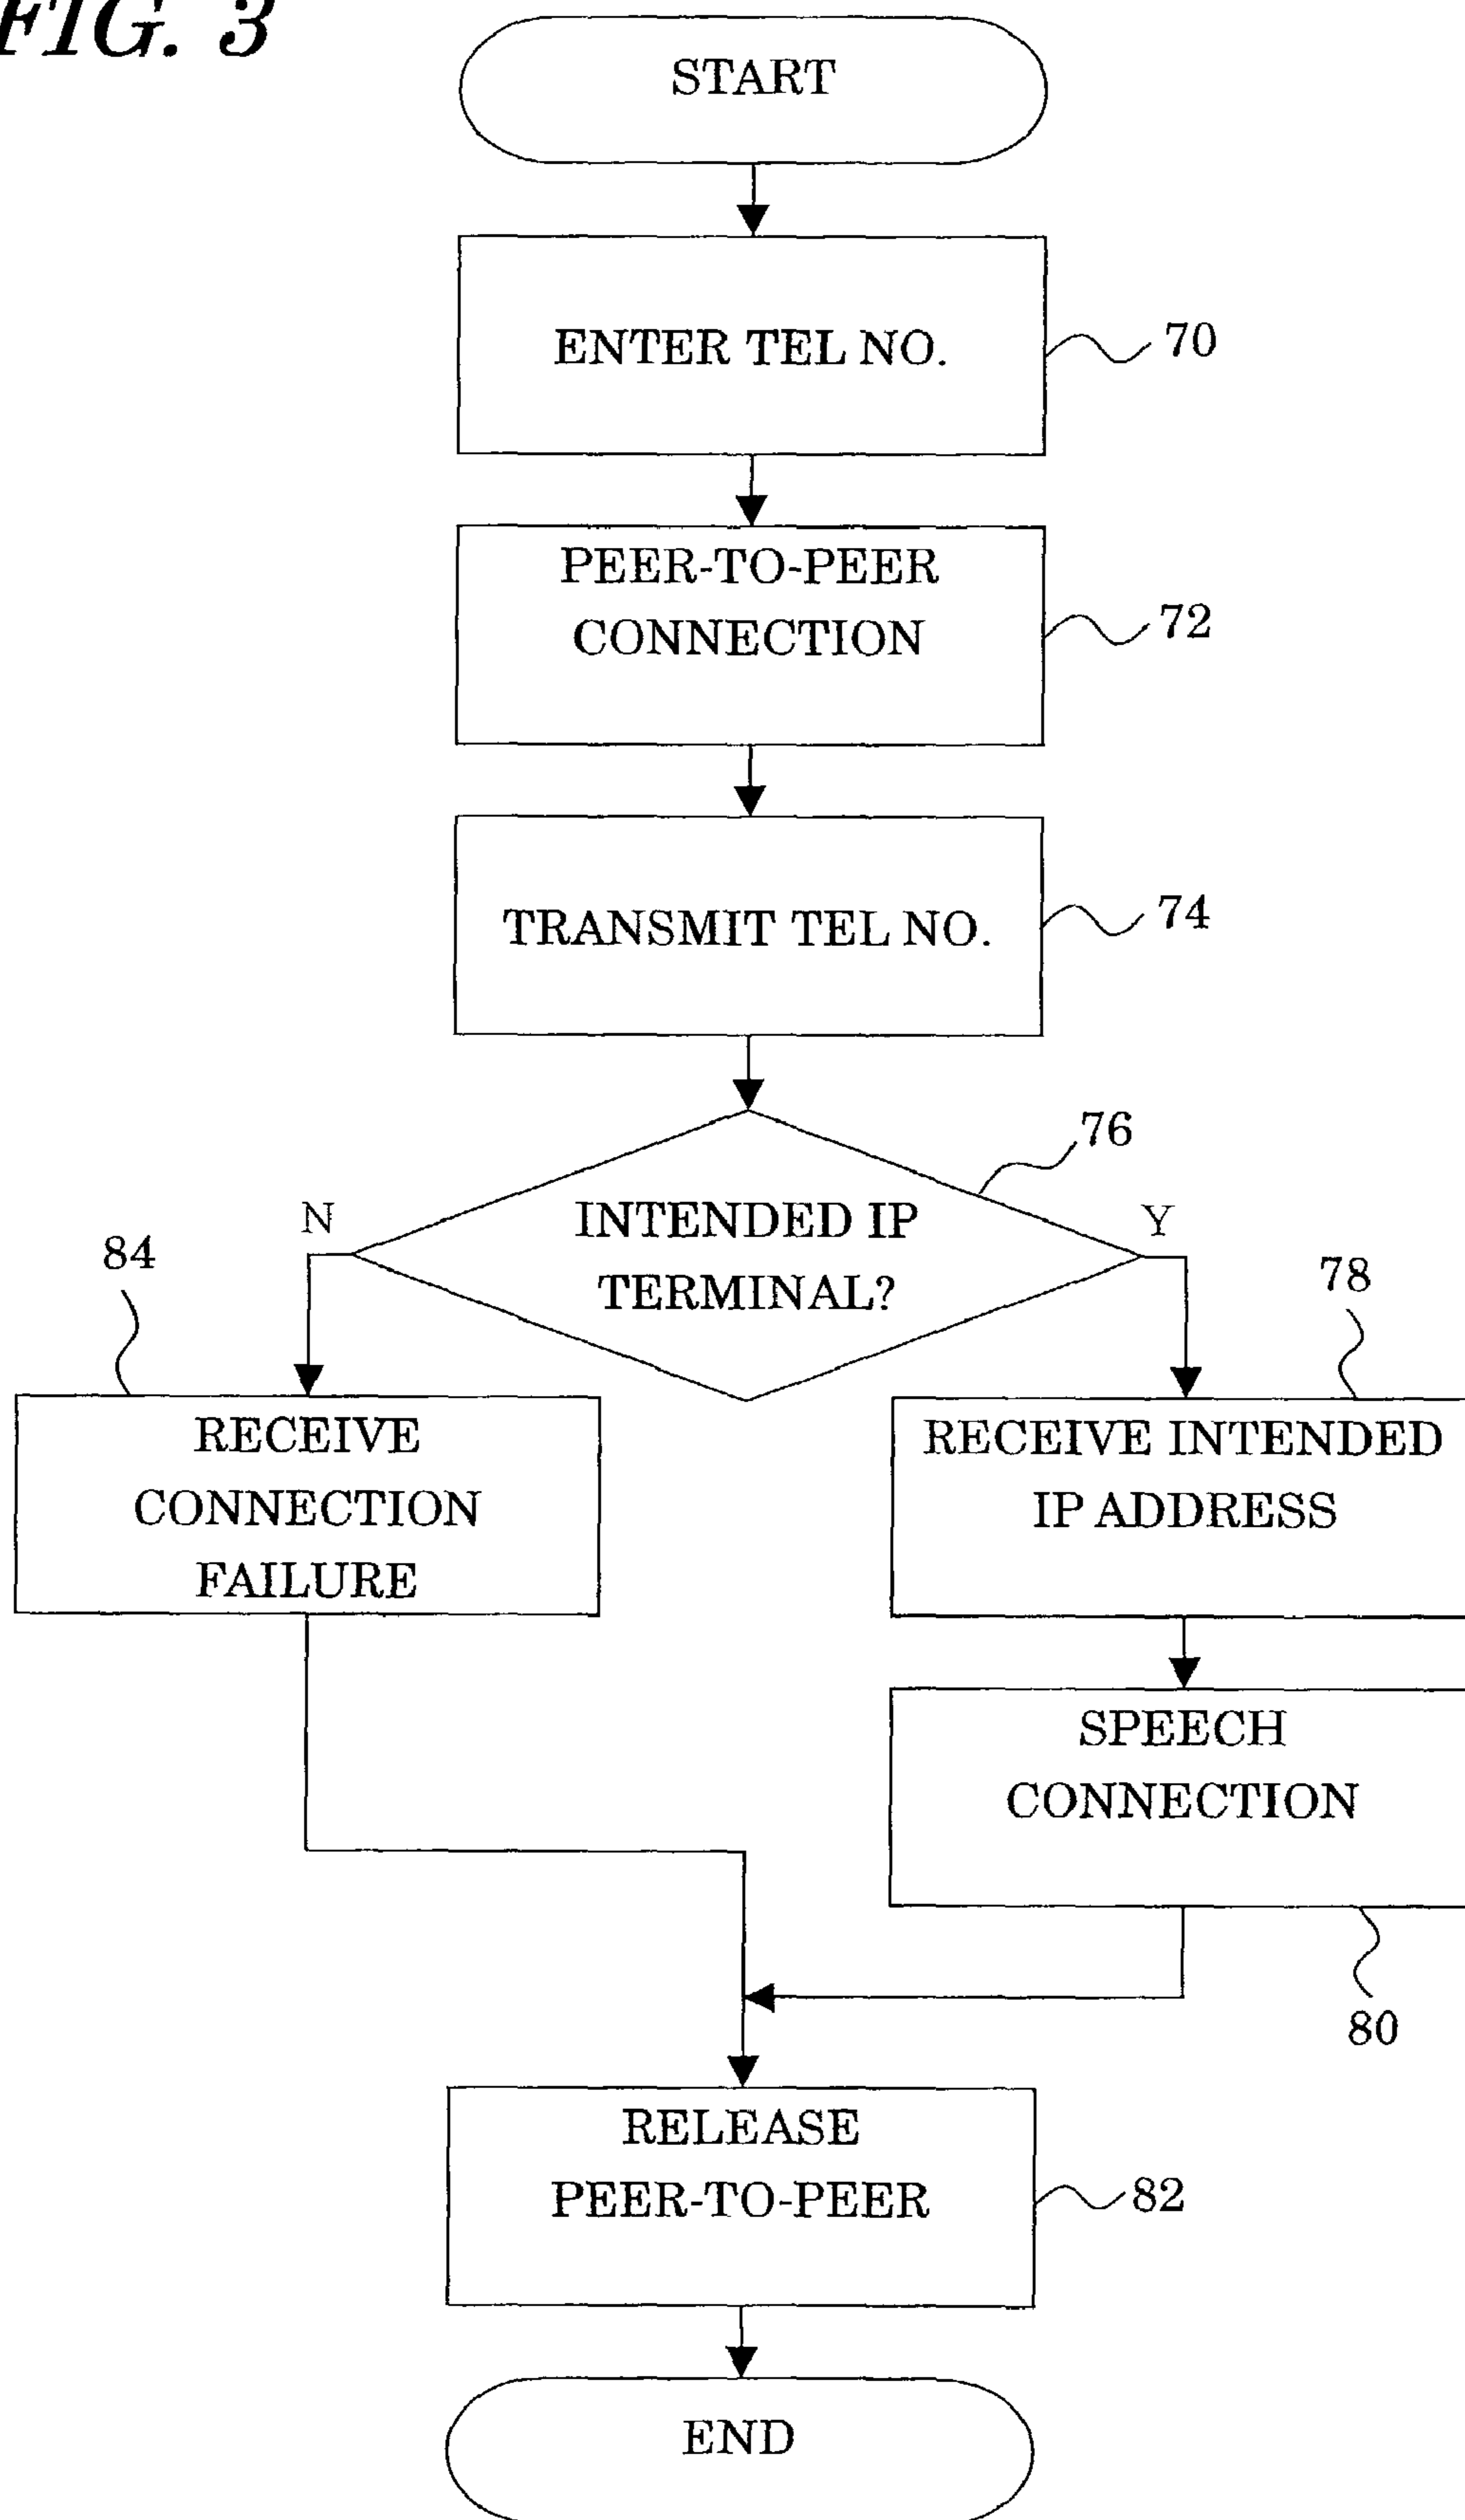 FIG. 3
START
ENTER TEL NO.
70
PEER-TO-PEER
CONNECTION
72
TRANSMIT TEL NO.
74
76
INTENDED IP
TERMINAL?
N
Y
84
78
RECEIVE
CONNECTION
FAILURE
RECEIVE INTENDED
IP ADDRESS
SPEECH
CONNECTION
80
RELEASE
PEER-TO-PEER
82
END